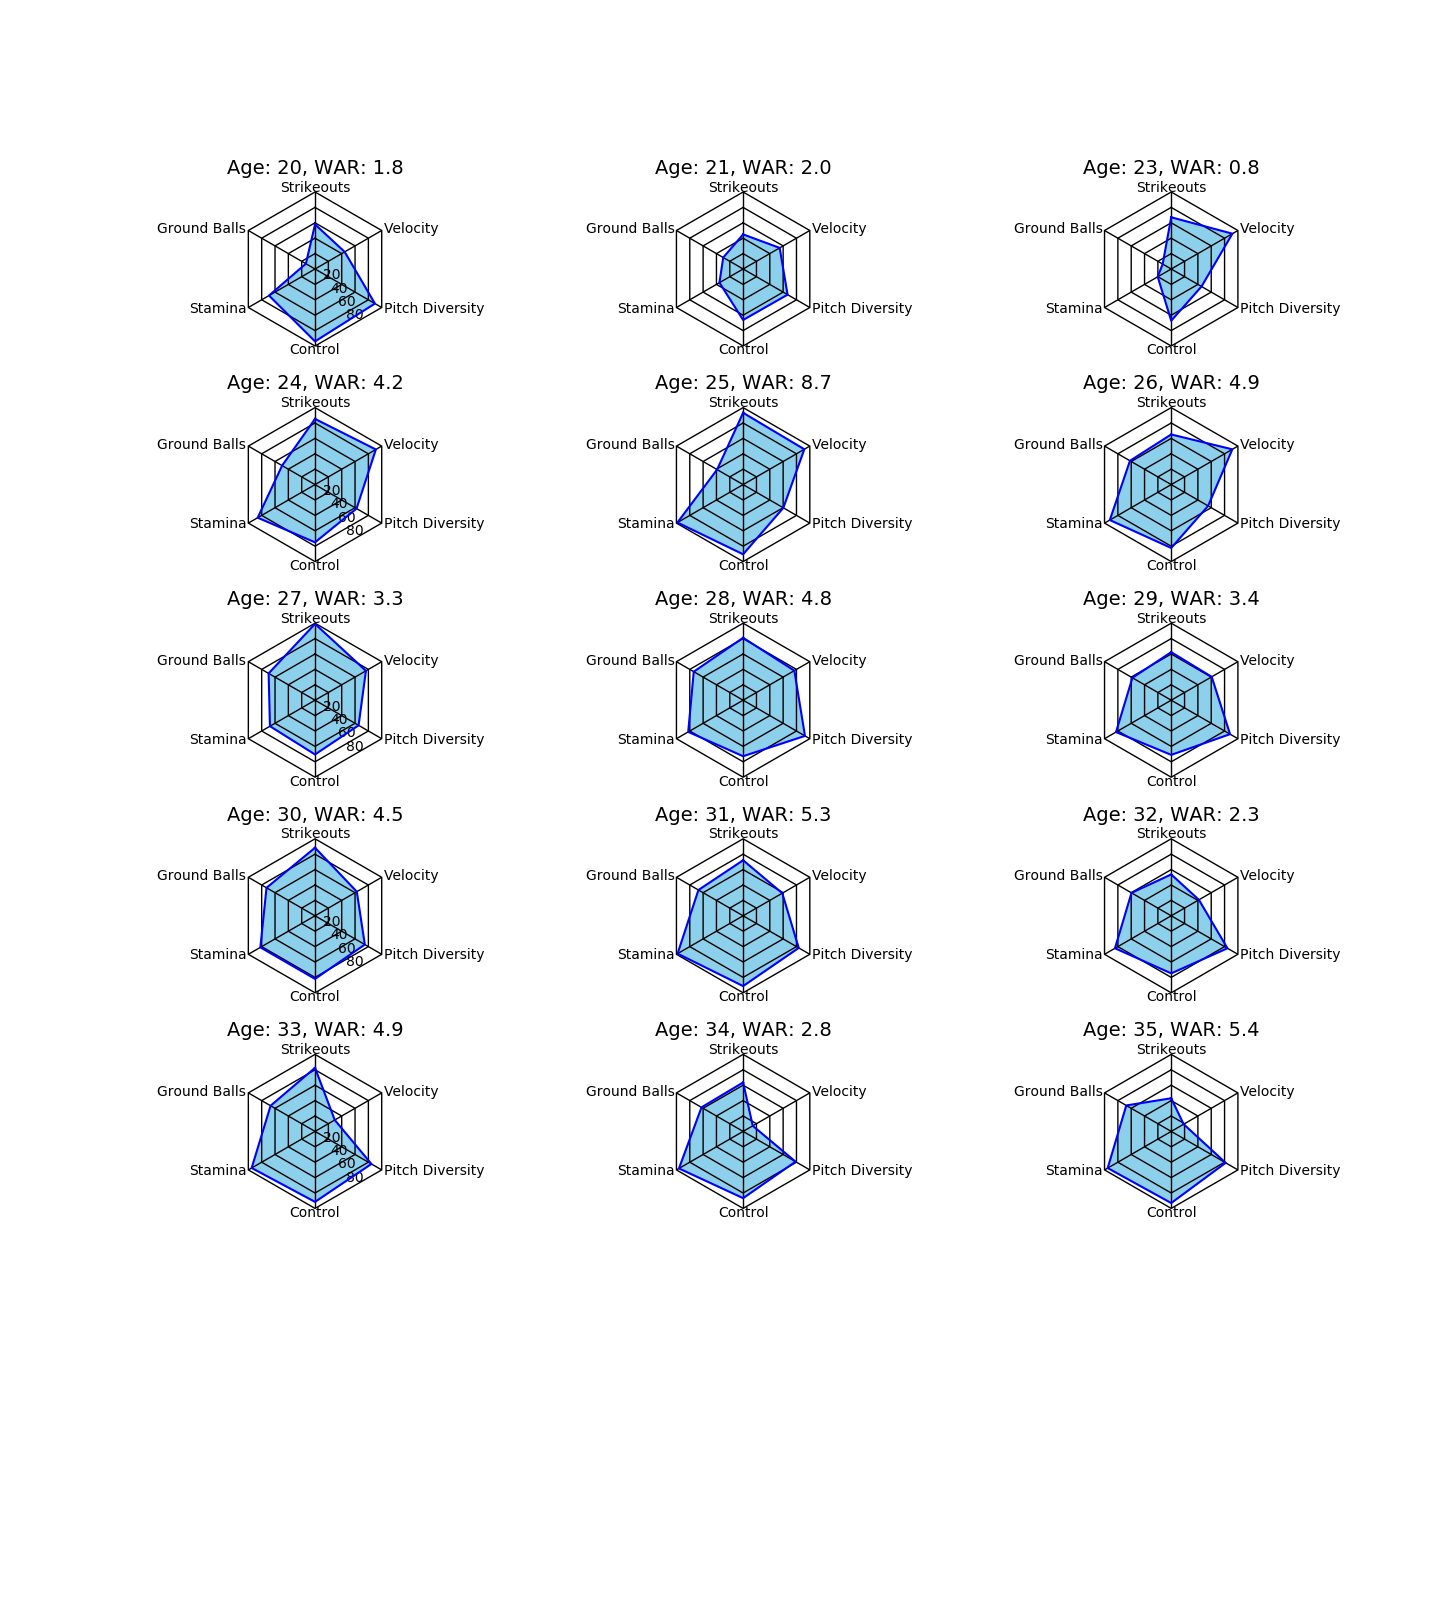 Age: 20, WAR: 1.8
Strikeouts
Ground Balls
Velocity
20
40
60
80
Stamina
Pitch Diversity
Control
Age: 21, WAR: 2.0
Strikeouts
Ground Balls
Velocity
Stamina
Pitch Diversity
Control
Age: 23, WAR: 0.8
Strikeouts
Ground Balls
Velocity
Stamina
Pitch Diversity
Control
Age: 24, WAR: 4.2
Strikeouts
Ground Balls
Velocity
20
40
60
80
Stamina
Pitch Diversity
Control
Age: 25, WAR: 8.7
Strikeouts
Ground Balls
Velocity
Stamina
Pitch Diversity
Control
Age: 26, WAR: 4.9
Strikeouts
Ground Balls
Velocity
Stamina
Pitch Diversity
Control
Age: 27, WAR: 3.3
Strikeouts
Ground Balls
Velocity
20
40
60
80
Stamina
Pitch Diversity
Control
Age: 28, WAR: 4.8
Strikeouts
Ground Balls
Velocity
Stamina
Pitch Diversity
Control
Age: 29, WAR: 3.4
Strikeouts
Ground Balls
Velocity
Stamina
Pitch Diversity
Control
Age: 30, WAR: 4.5
Strikeouts
Ground Balls
Velocity
20
40
60
80
Stamina
Pitch Diversity
Control
Age: 31, WAR: 5.3
Strikeouts
Ground Balls
Velocity
Stamina
Pitch Diversity
Control
Age: 32, WAR: 2.3
Strikeouts
Ground Balls
Velocity
Stamina
Pitch Diversity
Control
Age: 33, WAR: 4.9
Strikeouts
Ground Balls
Velocity
20
40
60
80
Stamina
Pitch Diversity
Control
Age: 34, WAR: 2.8
Strikeouts
Ground Balls
Velocity
Stamina
Pitch Diversity
Control
Age: 35, WAR: 5.4
Strikeouts
Ground Balls
Velocity
Stamina
Pitch Diversity
Control